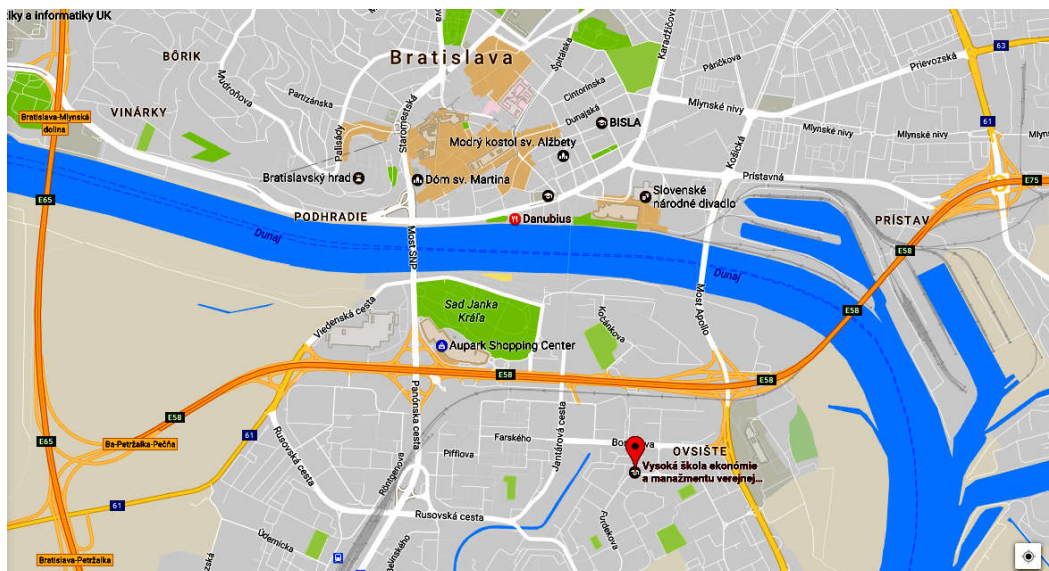 iky a informatiky UK
BÔRIK
Bratislava
Karadžičova
63
Prievozská
Špitálska
Páričkova
Mudroňova
Partizánska
Cintorínska
61
VINÁRKY
Staromestská
Dunajská
BISLA
Mlynské nivy
Bratislava-Mlynská
dolina
Palisády
Modrý kostol sv. Alžbety
Košická
Mlynské nivy
Mlynské nivy
Bratislavský hrad
Dóm sv. Martina
Prístavná
E75
E65
Slovenské
národné divadlo
PODHRADIE
Danubius
PRÍSTAV
Dunaj
Most SNP
E58
Dunaj
Most Apollo
Viedenská cesta
Sad Janka
Kráľa
Kočánkova
E58
Aupark Shopping Center
E58
E58
Panónska cesta
E58
61
E65
Ba-Petržalka-Pečňa
Rusovská cesta
Farského
Jantárová cesta
Pifflova
OVSIŠTE
Vysoká škola ekonómie
a manažmentu verejnej...
Röntgenova
61
Rusovská cesta
Furdekova
Údernícka
Bratislava-Petržalka